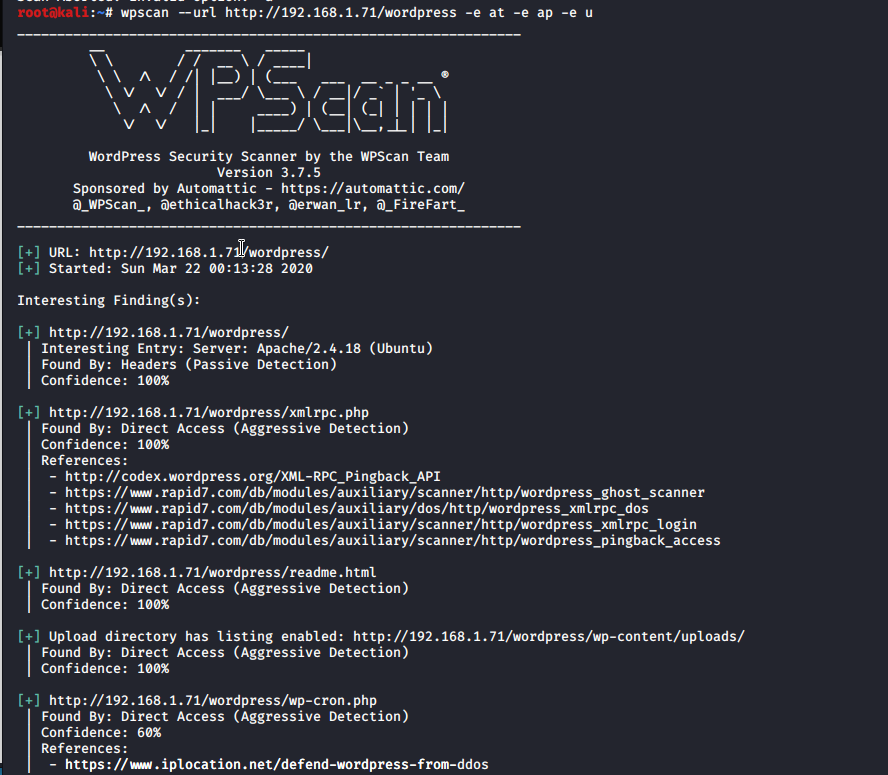 root@kali:~# wpscan --url http://192.168.1.71/wordpress -e at -e ap -e u
WPScan ®
WordPress Security Scanner by the WPScan Team
Version 3.7.5
Sponsored by Automattic - https://automattic.com/
@_WPScan_, @ethicalhack3r, @erwan_lr, @_FireFart_
[+] URL: http://192.168.1.71/wordpress/
[+] Started: Sun Mar 22 00:13:28 2020
Interesting Finding(s):
[+] http://192.168.1.71/wordpress/
| Interesting Entry: Server: Apache/2.4.18 (Ubuntu)
| Found By: Headers (Passive Detection)
| Confidence: 100%
[+] http://192.168.1.71/wordpress/xmlrpc.php
| Found By: Direct Access (Aggressive Detection)
| Confidence: 100%
| References:
| - http://codex.wordpress.org/XML-RPC_Pingback_API
| - https://www.rapid7.com/db/modules/auxiliary/scanner/http/wordpress_ghost_scanner
| - https://www.rapid7.com/db/modules/auxiliary/dos/http/wordpress_xmlrpc_dos
| - https://www.rapid7.com/db/modules/auxiliary/scanner/http/wordpress_xmlrpc_login
| - https://www.rapid7.com/db/modules/auxiliary/scanner/http/wordpress_pingback_access
[+] http://192.168.1.71/wordpress/readme.html
| Found By: Direct Access (Aggressive Detection)
| Confidence: 100%
[+] Upload directory has listing enabled: http://192.168.1.71/wordpress/wp-content/uploads/
| Found By: Direct Access (Aggressive Detection)
| Confidence: 100%
[+] http://192.168.1.71/wordpress/wp-cron.php
| Found By: Direct Access (Aggressive Detection)
| Confidence: 60%
| References:
| - https://www.iplocation.net/defend-wordpress-from-ddos